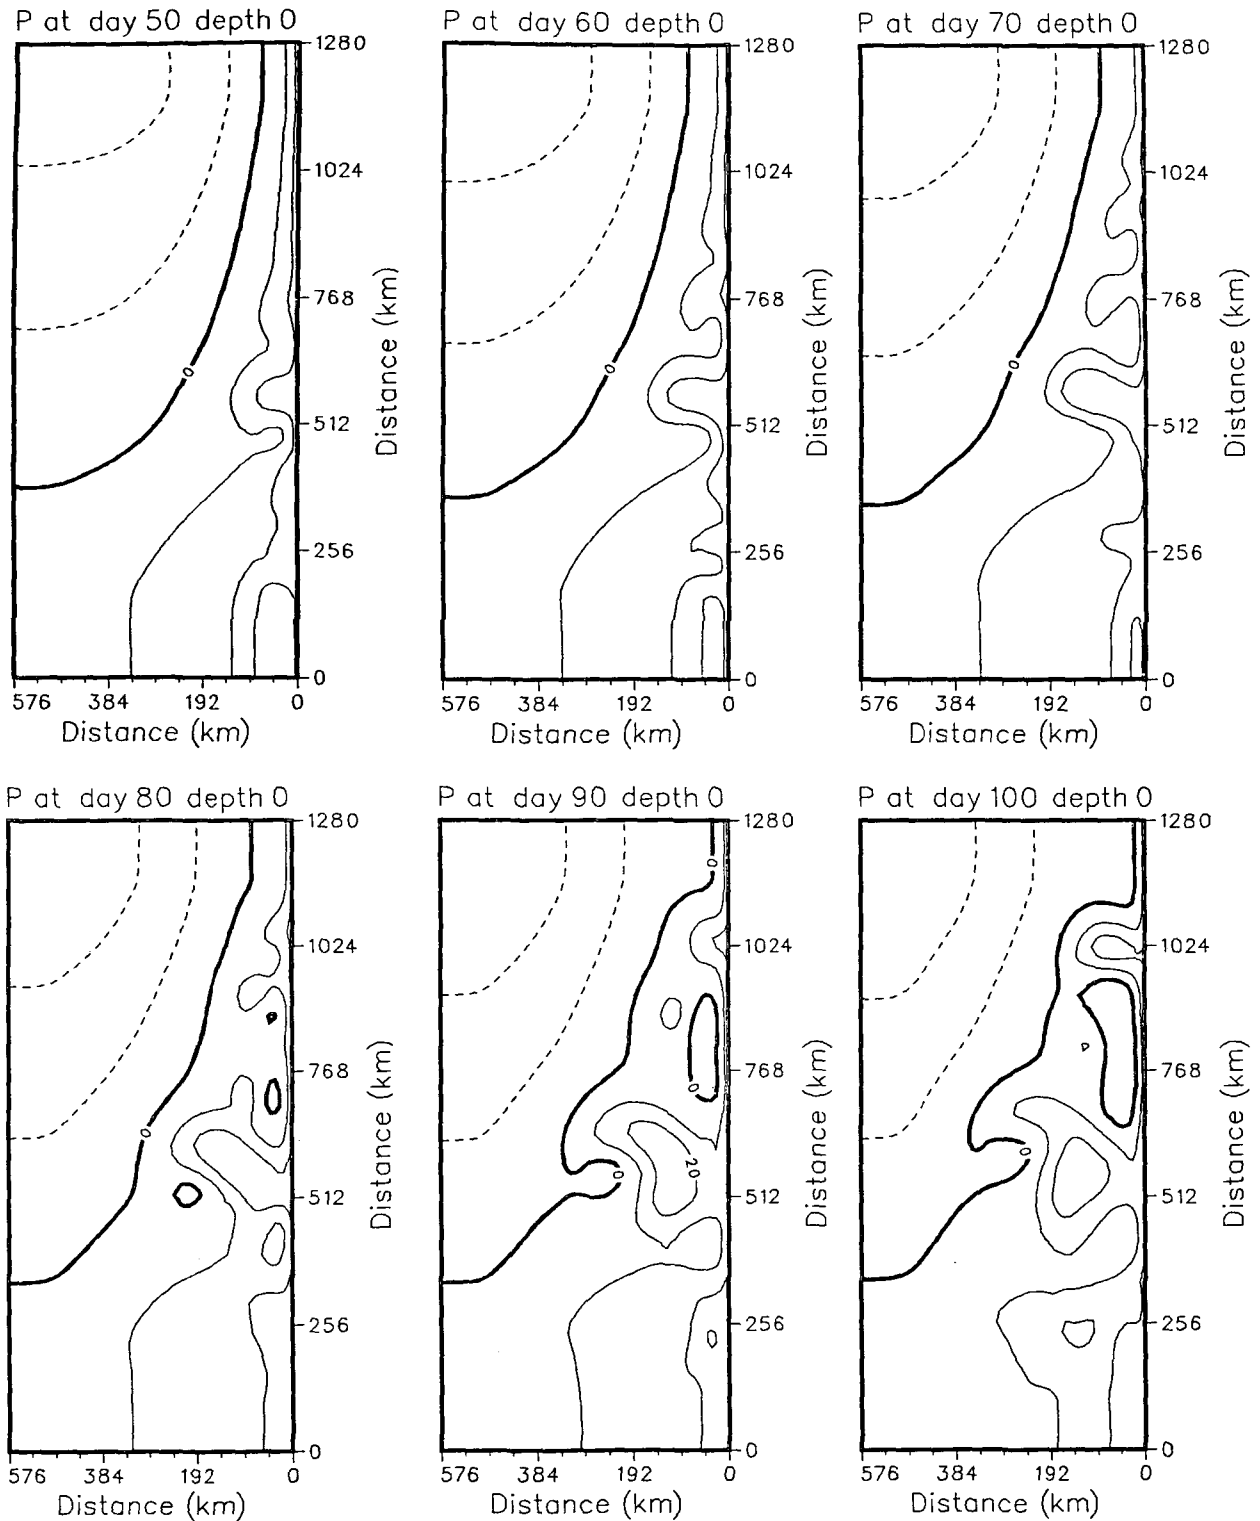 P at day 50 depth 0
1280
1024
768
0
512
256
0
576 384 192 0
Distance (km)
Distance (km)
P at day 60 depth 0
1280
1024
768
0
512
256
0
576 384 192 0
Distance (km)
Distance (km)
P at day 70 depth 0
1280
1024
768
0
512
256
0
576 384 192 0
Distance (km)
Distance (km)
P at day 80 depth 0
1280
1024
768
0
512
256
0
576 384 192 0
Distance (km)
Distance (km)
P at day 90 depth 0
1280
0
1024
768
0
20
0
512
256
0
576 384 192 0
Distance (km)
Distance (km)
P at day 100 depth 0
1280
1024
768
0
512
256
0
576 384 192 0
Distance (km)
Distance (km)